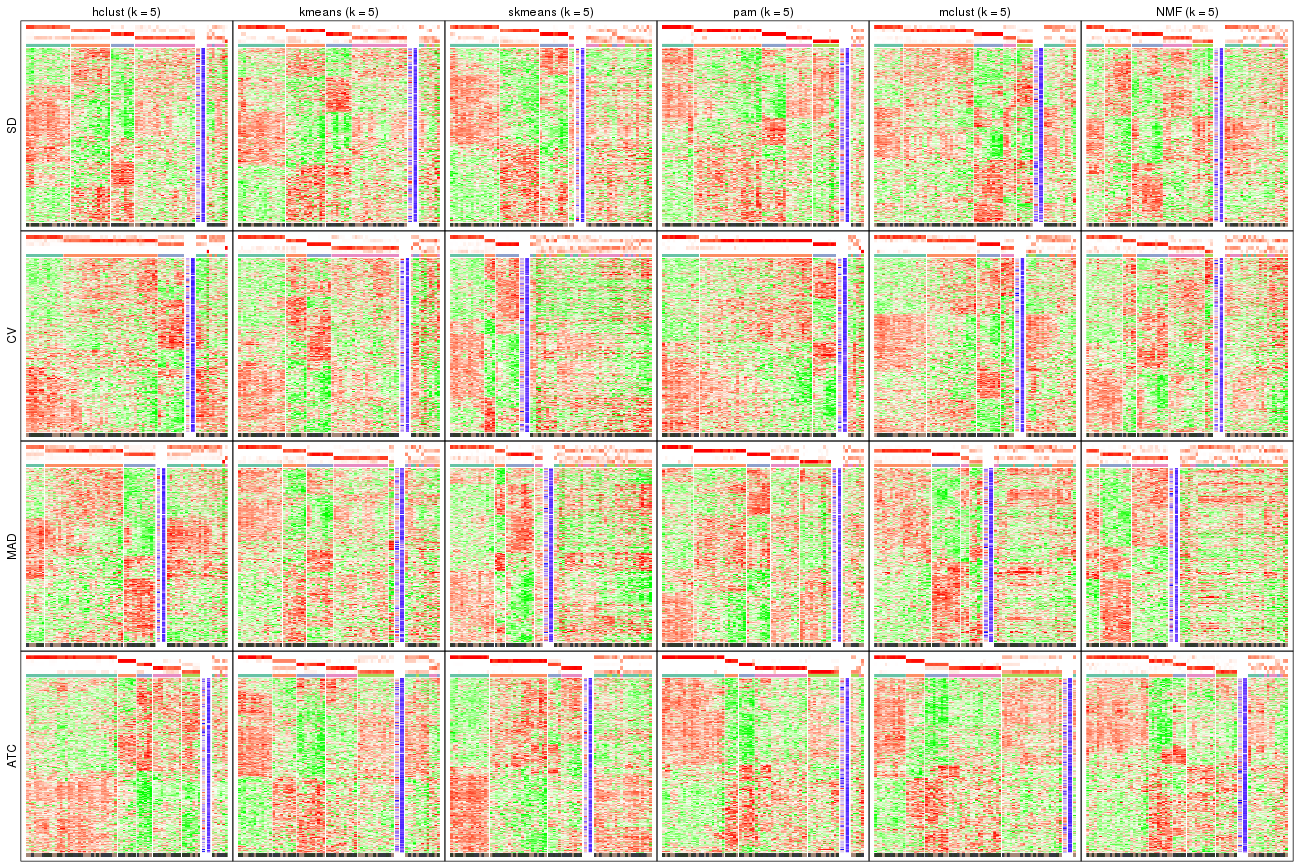 hclust (k = 5) kmeans (k = 5) skmeans (k = 5) pam (k = 5) mclust (k = 5) NMF (k = 5)
SD
CV
MAD
ATC